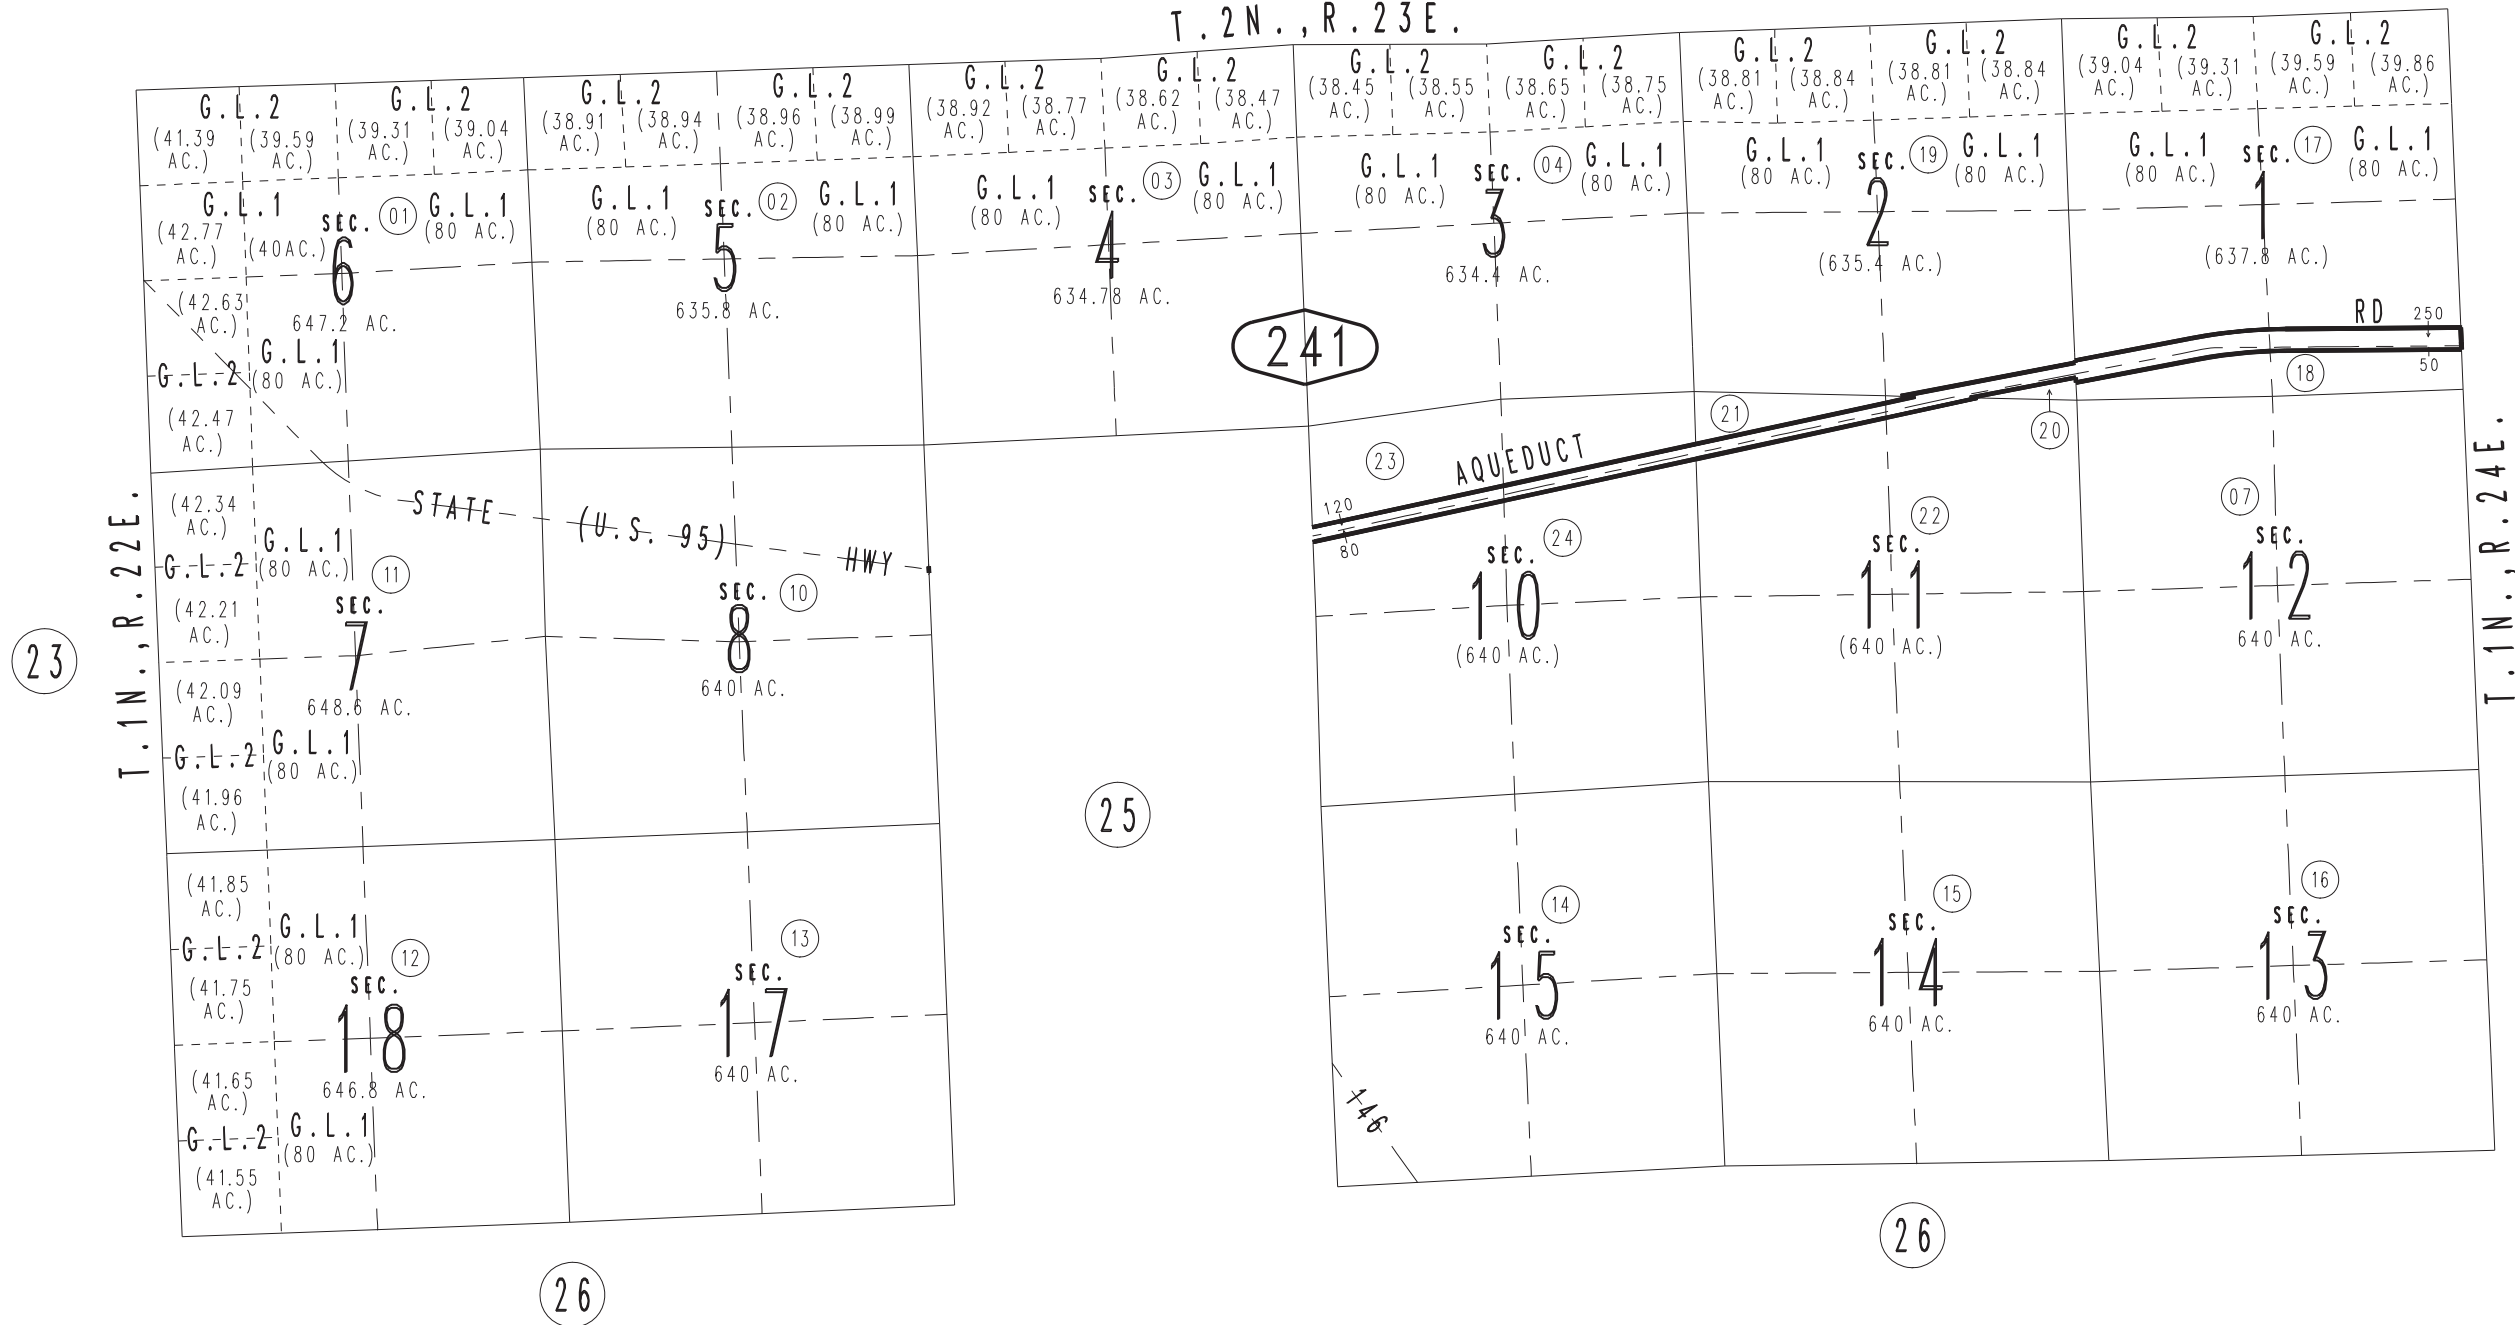 T.2N.,R.23E.
G.L.2 G.L.2 G.L.2 G.L.2 G.L.2 G.L.2 G.L.2 G.L.2 G.L.2 G.L.2 G.L.2 G.L.2
(41.39 AC.) (39.59 AC.) (39.31 AC.) (39.04 AC.) (38.91 AC.) (38.94 AC.) (38.96 AC.) (38.99 AC.) (38.92 AC.) (38.77 AC.) (38.62 AC.) (38.47 AC.) (38.45 AC.) (38.55 AC.) (38.65 AC.) (38.75 AC.) (38.81 AC.) (38.84 AC.) (38.81 AC.) (38.84 AC.) (39.04 AC.) (39.31 AC.) (39.59 AC.) (39.86 AC.)
G.L.1
(42.77 AC.) (40AC.)
SEC. 01
6
647.2 AC.
G.L.1
(80 AC.)
(42.63 AC.)
G.L.2
G.L.1
(80 AC.)
(42.47 AC.)
G.L.1
(80 AC.)
SEC. 02
5
635.8 AC.
G.L.1
(80 AC.)
G.L.1
(80 AC.)
SEC. 03
4
634.78 AC.
G.L.1
(80 AC.)
G.L.1
(80 AC.)
SEC. 04
3
634.4 AC.
G.L.1
(80 AC.)
G.L.1
(80 AC.)
SEC. 19
2
(635.4 AC.)
G.L.1
(80 AC.)
G.L.1
(80 AC.)
SEC. 17
1
(637.8 AC.)
G.L.1
(80 AC.)
241
RD
250
50
18
20
21
23
AQUEDUCT
120
80
STATE (U.S. 95) HWY
T.1N.,R.22E.
T.1N.,R.24E.
23
(42.34 AC.)
G.L.2
G.L.1
(80 AC.)
11
(42.21 AC.)
SEC.
7
648.6 AC.
(42.09 AC.)
G.L.2
G.L.1
(80 AC.)
(41.96 AC.)
SEC. 10
8
640 AC.
25
SEC. 24
10
(640 AC.)
SEC. 22
11
(640 AC.)
07
SEC.
12
640 AC.
(41.85 AC.)
G.L.2
G.L.1
(80 AC.)
12
(41.75 AC.)
SEC.
18
646.8 AC.
(41.65 AC.)
G.L.2
G.L.1
(80 AC.)
(41.55 AC.)
13
SEC.
17
640 AC.
14
SEC.
15
640 AC.
15
SEC.
14
640 AC.
16
SEC.
13
640 AC.
146
26
26